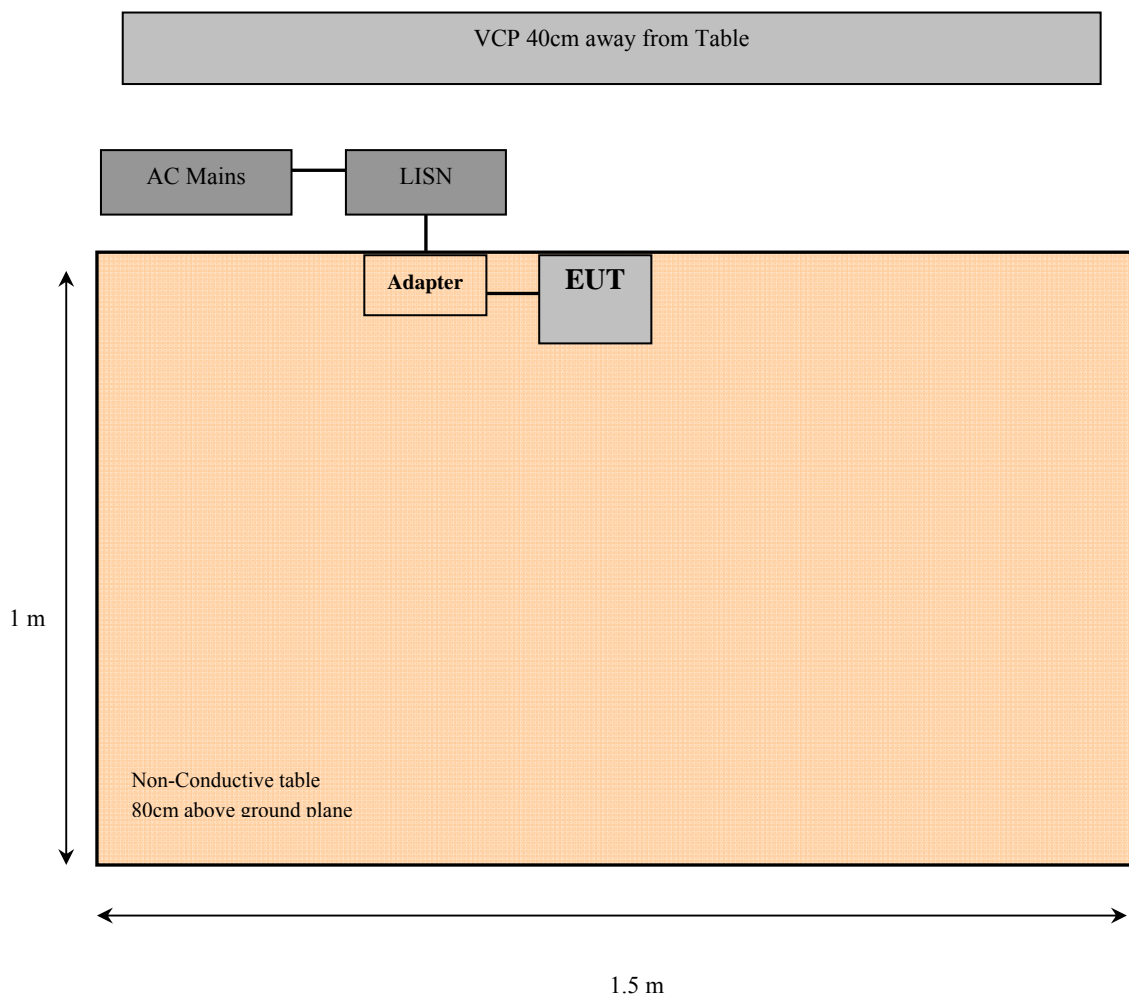 VCP 40cm away from Table
AC Mains
LISN
Adapter
EUT
1 m
Non-Conductive table
80cm above ground plane
1.5 m